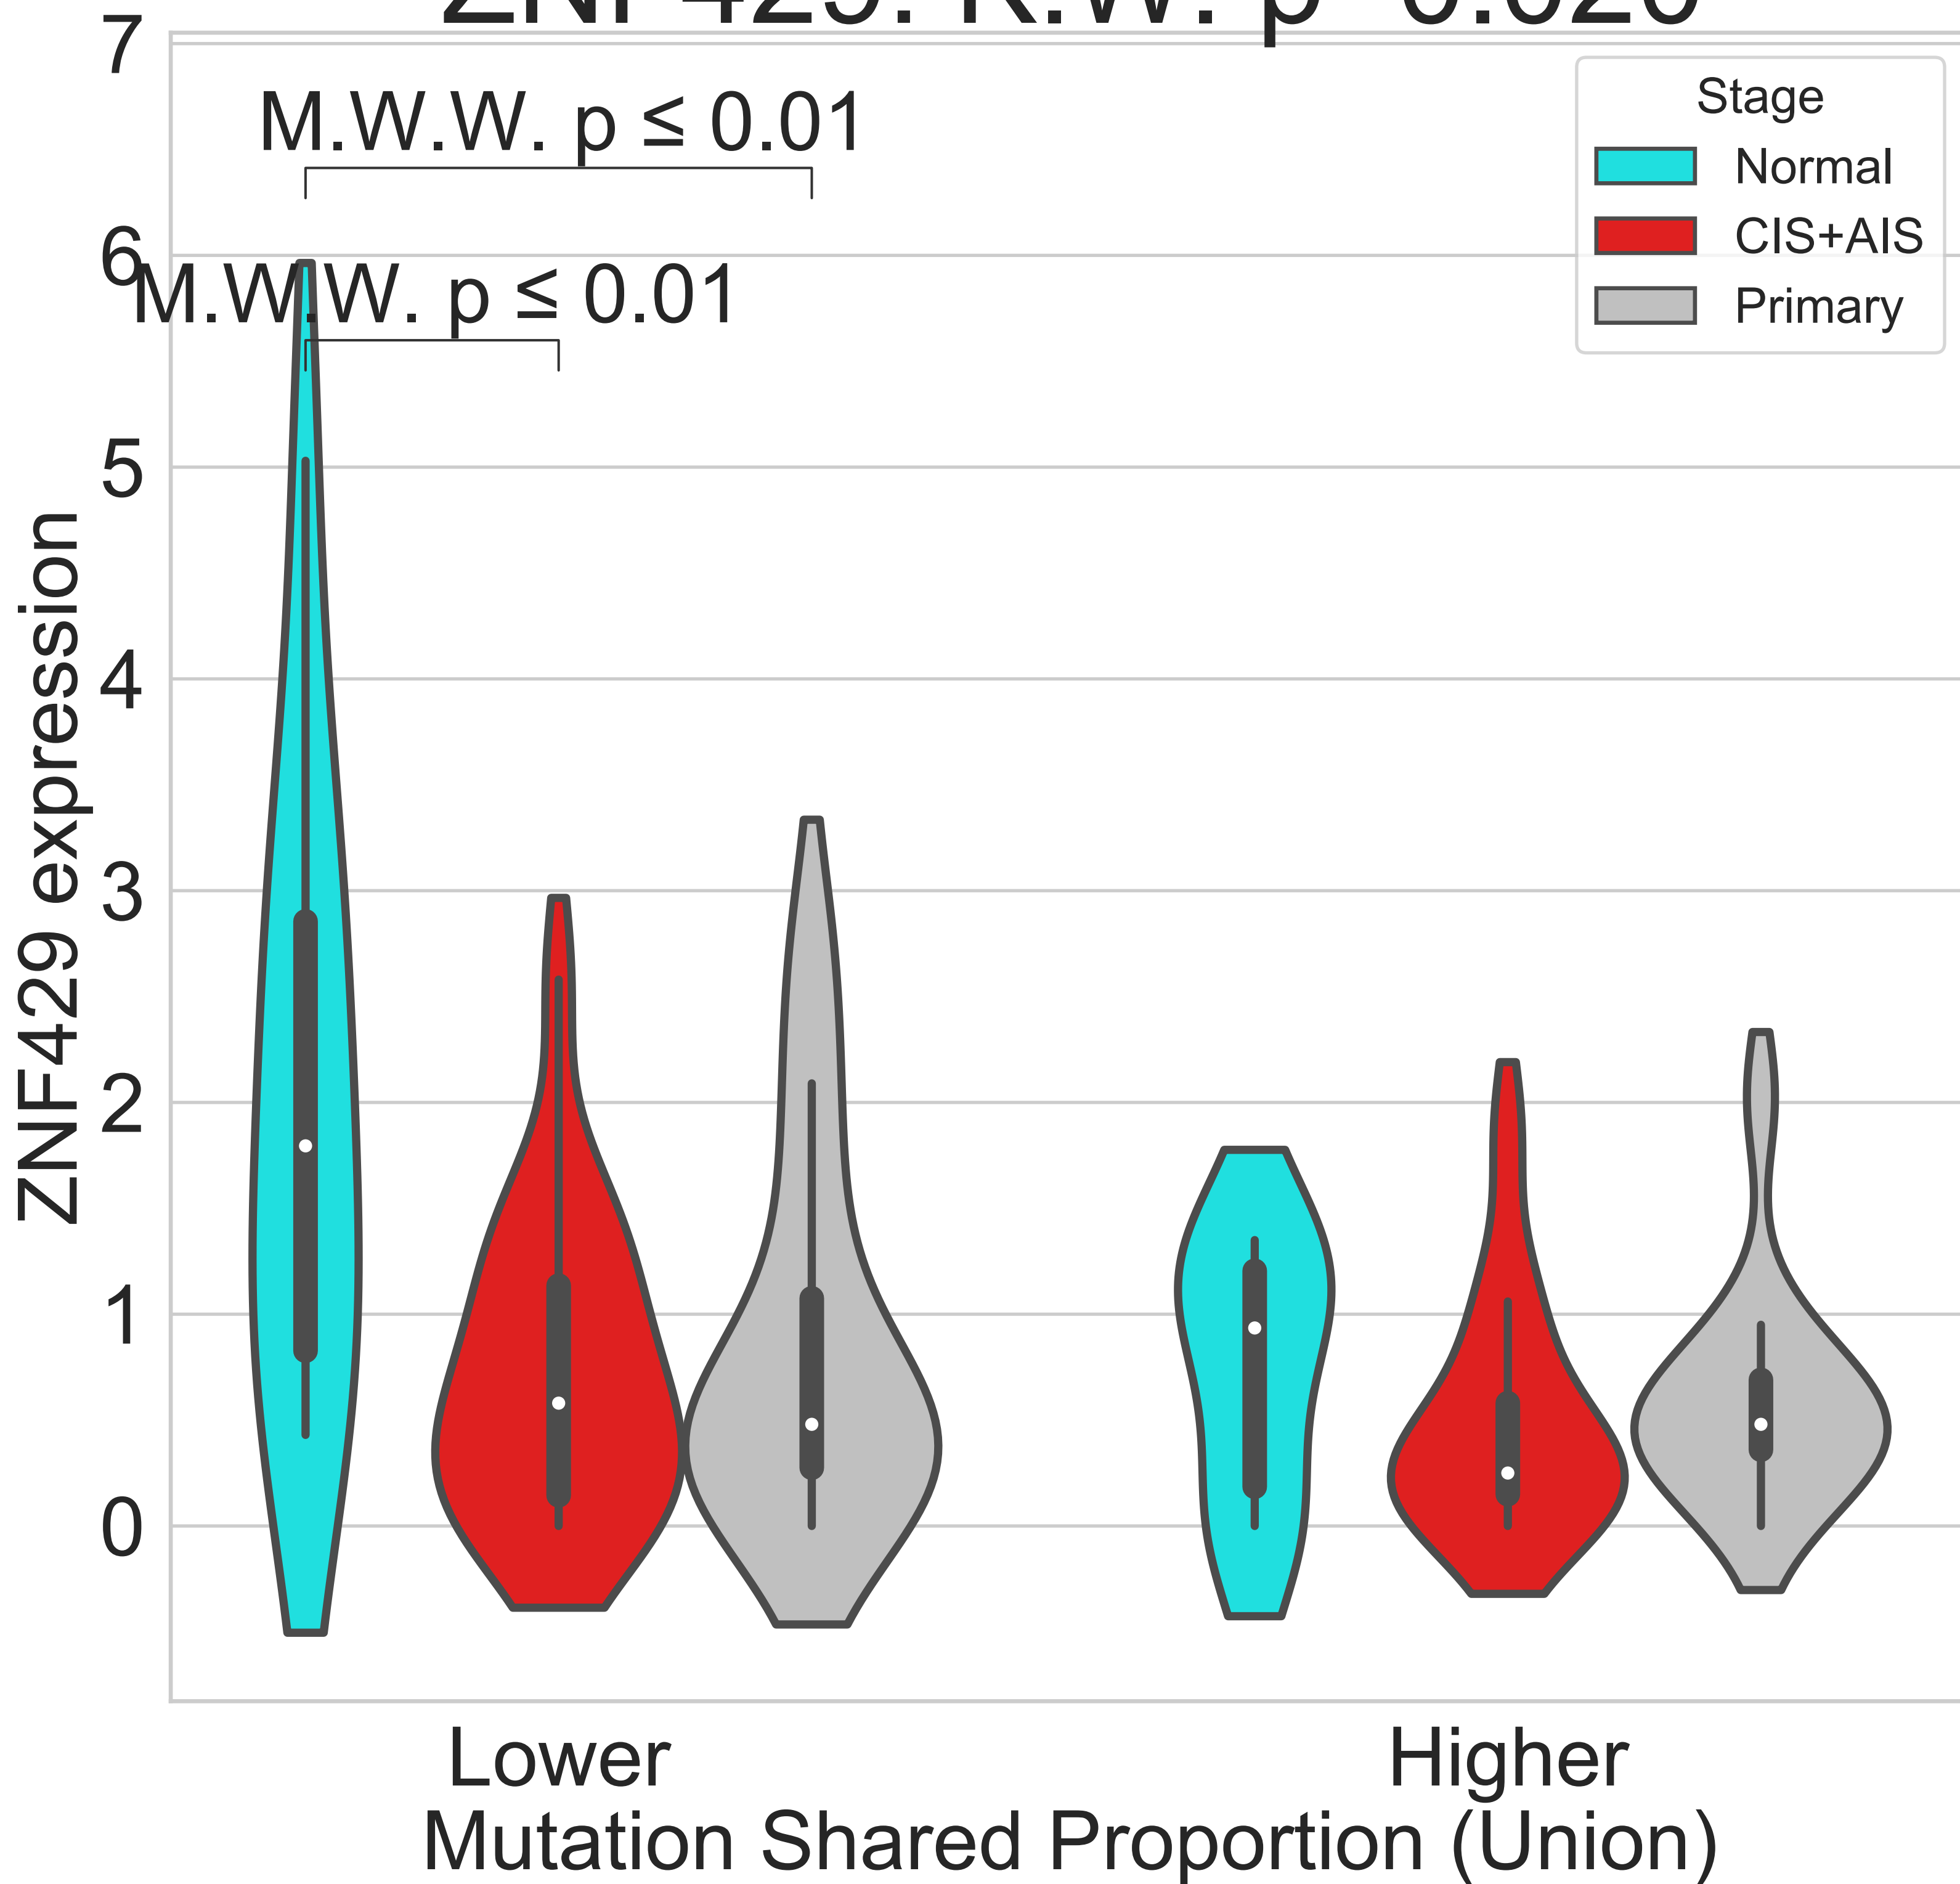 ZNF429: K.W. p
7
6
5
4
3
2
1
0
ZNF429 expression
M.W.W. p ≤ 0.01
M.W.W. p ≤ 0.01
Stage
Normal
CIS+AIS
Primary
Lower
Higher
Mutation Shared Proportion (Union)